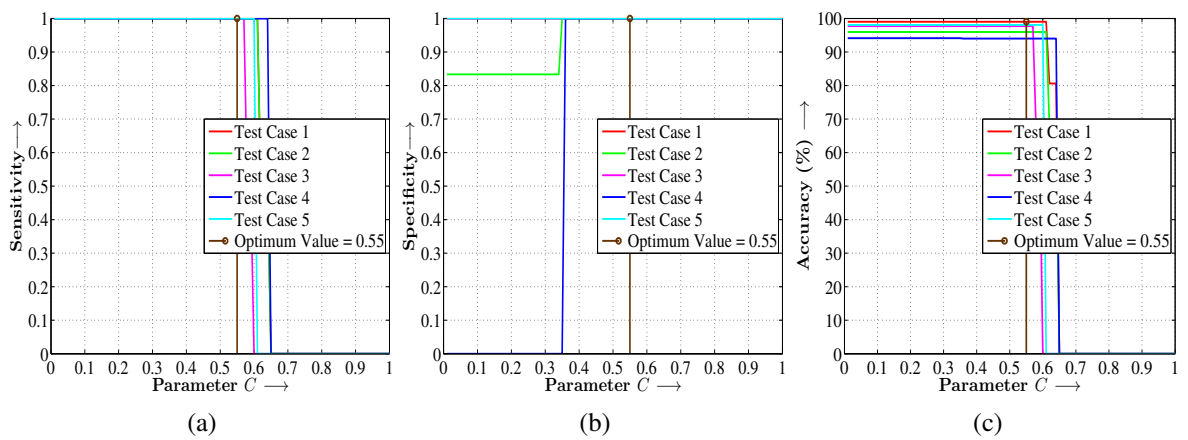 1
0.9
0.8
0.7
0.6
0.5
0.4
0.3
0.2
0.1
0
Sensitivity⟶
Test Case 1
Test Case 2
Test Case 3
Test Case 4
Test Case 5
Optimum Value = 0.55
0 0.1 0.2 0.3 0.4 0.5 0.6 0.7 0.8 0.9 1
Parameter C ⟶
(a)
1
0.9
0.8
0.7
0.6
0.5
0.4
0.3
0.2
0.1
0
Specificity⟶
Test Case 1
Test Case 2
Test Case 3
Test Case 4
Test Case 5
Optimum Value = 0.55
0 0.1 0.2 0.3 0.4 0.5 0.6 0.7 0.8 0.9 1
Parameter C ⟶
(b)
100
90
80
70
60
50
40
30
20
10
0
Accuracy (%) ⟶
Test Case 1
Test Case 2
Test Case 3
Test Case 4
Test Case 5
Optimum Value = 0.55
0 0.1 0.2 0.3 0.4 0.5 0.6 0.7 0.8 0.9 1
Parameter C ⟶
(c)